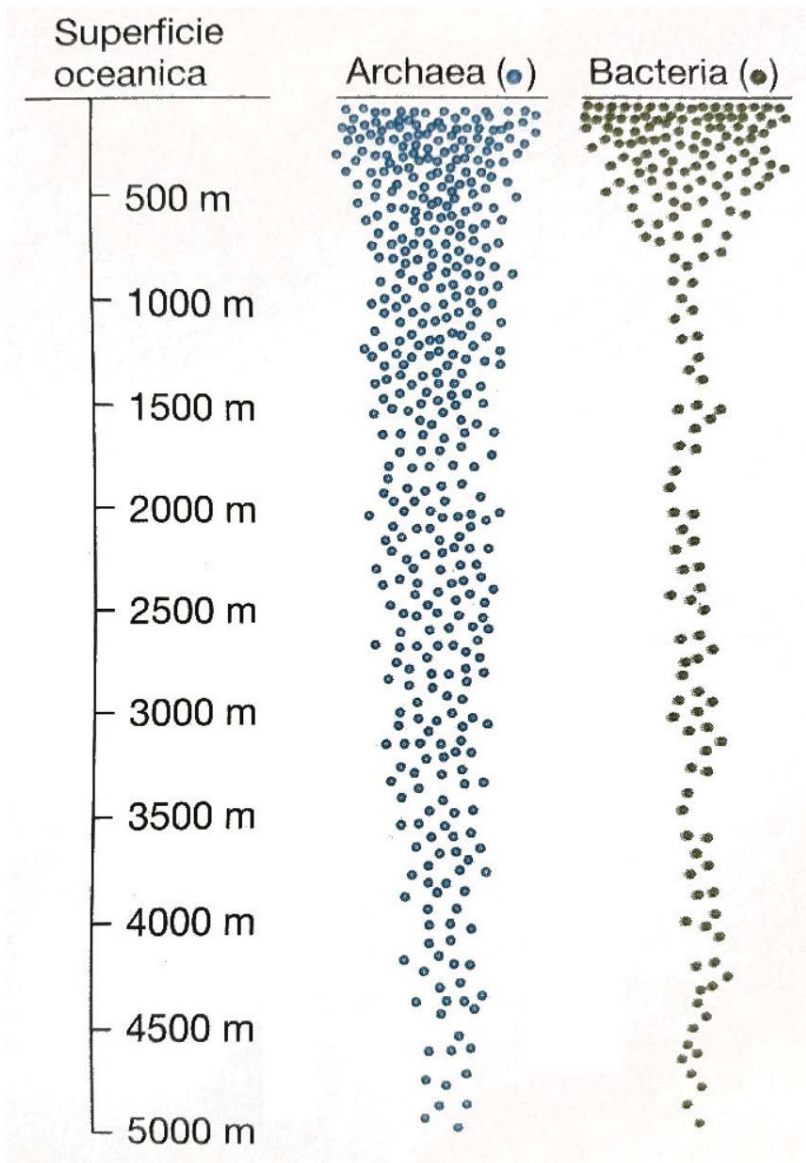 Superficie
oceanica
Archaea ( )
Bacteria ( )
500 m
1000 m
1500 m
2000 m
2500 m
3000 m
3500 m
4000 m
4500 m
5000 m